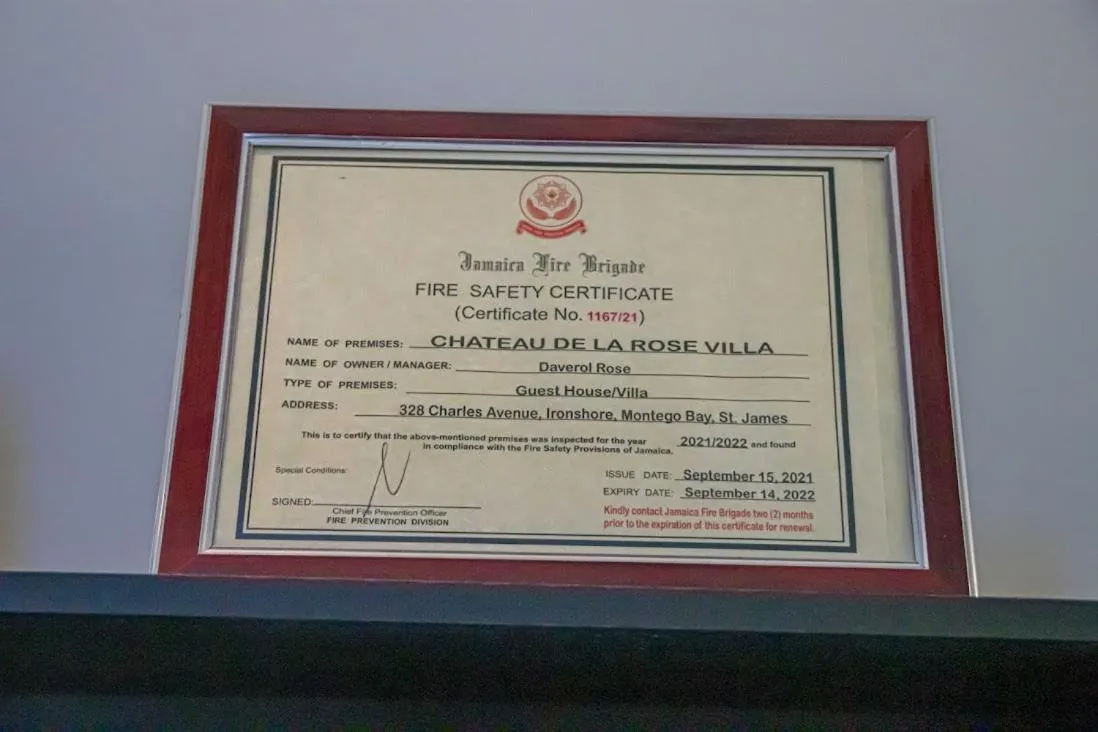 Jamaica Fire Brigade
FIRE SAFETY CERTIFICATE
(Certificate No. 1167/21)
NAME OF PREMISES: CHATEAU DE LA ROSE VILLA
NAME OF OWNER / MANAGER: Daverol Rose
TYPE OF PREMISES: Guest House/Villa
ADDRESS: 328 Charles Avenue, Ironshore, Montego Bay, St. James
This is to certify that the above-mentioned premises was inspected for the year 2021/2022 and found
in compliance with the Fire Safety Provisions of Jamaica.
Special Conditions:
ISSUE DATE: September 15, 2021
EXPIRY DATE: September 14, 2022
SIGNED:
Chief Fire Prevention Officer
FIRE PREVENTION DIVISION
Kindly contact Jamaica Fire Brigade two (2) months
prior to the expiration of this certificate for renewal.